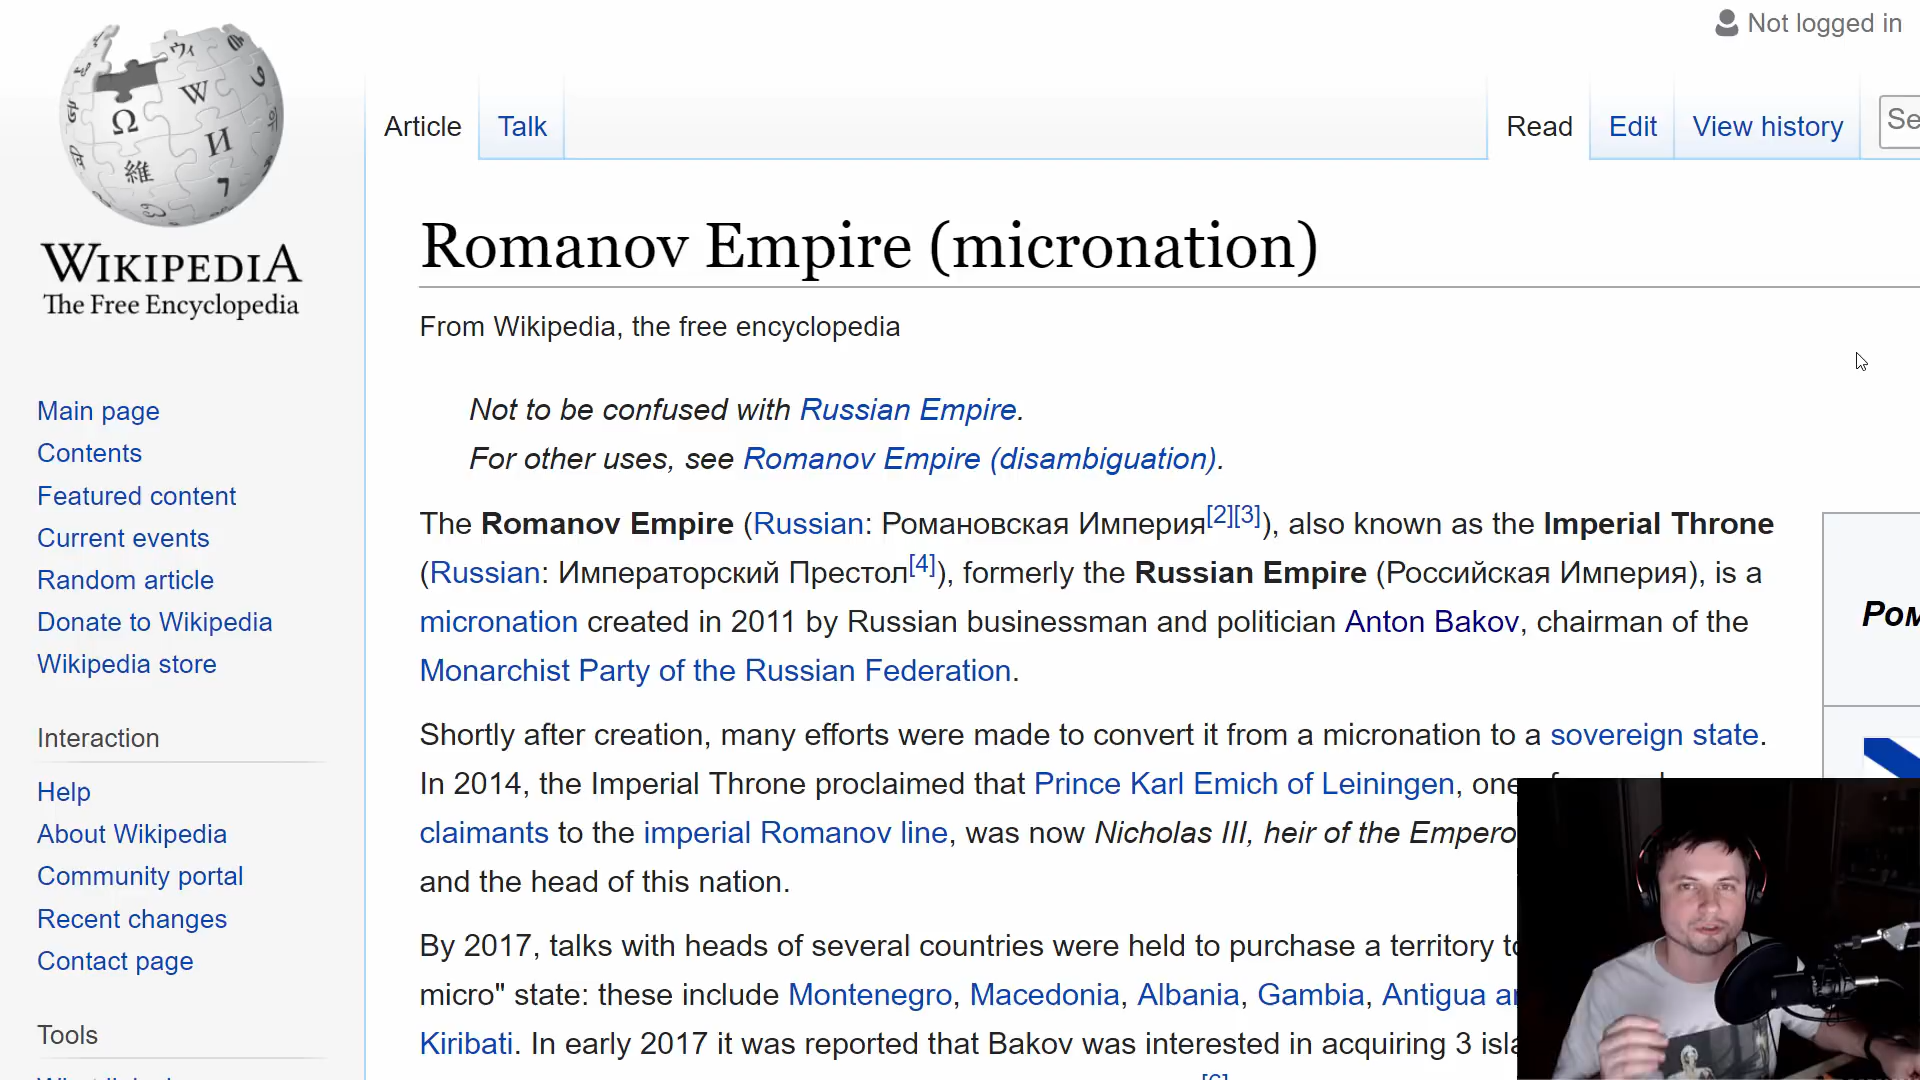 Not logged in
Article
Talk
Read
Edit
View history
Se
WIKIPEDIA
The Free Encyclopedia
Main page
Contents
Featured content
Current events
Random article
Donate to Wikipedia
Wikipedia store
Interaction
Help
About Wikipedia
Community portal
Recent changes
Contact page
Tools
Romanov Empire (micronation)
From Wikipedia, the free encyclopedia
Not to be confused with Russian Empire.
For other uses, see Romanov Empire (disambiguation).
The Romanov Empire (Russian: Романовская Империя[2][3]), also known as the Imperial Throne
(Russian: Императорский Престол[4]), formerly the Russian Empire (Российская Империя), is a
micronation created in 2011 by Russian businessman and politician Anton Bakov, chairman of the
Monarchist Party of the Russian Federation.
Shortly after creation, many efforts were made to convert it from a micronation to a sovereign state.
In 2014, the Imperial Throne proclaimed that Prince Karl Emich of Leiningen, one
claimants to the imperial Romanov line, was now Nicholas III, heir of the Empero
and the head of this nation.
By 2017, talks with heads of several countries were held to purchase a territory to
micro" state: these include Montenegro, Macedonia, Albania, Gambia, Antigua an
Kiribati. In early 2017 it was reported that Bakov was interested in acquiring 3 isla
Ром